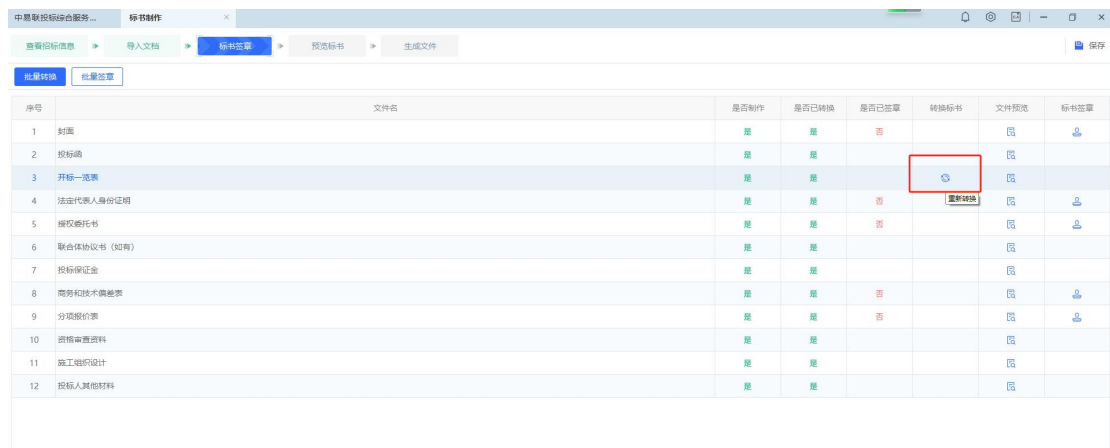 中易联投标综合服务... 标书制作
查看招标信息 导入文档 标书签章 预览标书 生成文件 保存
批量转换 批量签章
序号 文件名 是否制作 是否已转换 是否已签章 转换标书 文件预览 标书签章
1 封面 是 是 否
2 投标函 是 是
3 开标一览表 是 是
重新转换
4 法定代表人身份证明 是 是 否
5 授权委托书 是 是 否
6 联合体协议书（如有） 是 是
7 投标保证金 是 是
8 商务和技术偏差表 是 是 否
9 分项报价表 是 是 否
10 资格审查资料 是 是
11 施工组织设计 是 是
12 投标人其他材料 是 是